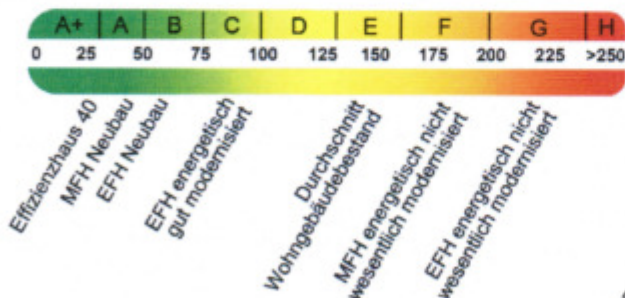 A+ A B C D E F G H
0 25 50 75 100 125 150 175 200 225 >250
Effizienzhaus 40
MFH Neubau
EFH Neubau
EFH energetisch
gut modernisiert
Durchschnitt
Wohngebäudebestand
MFH energetisch nicht
wesentlich modernisiert
EFH energetisch nicht
wesentlich modernisiert